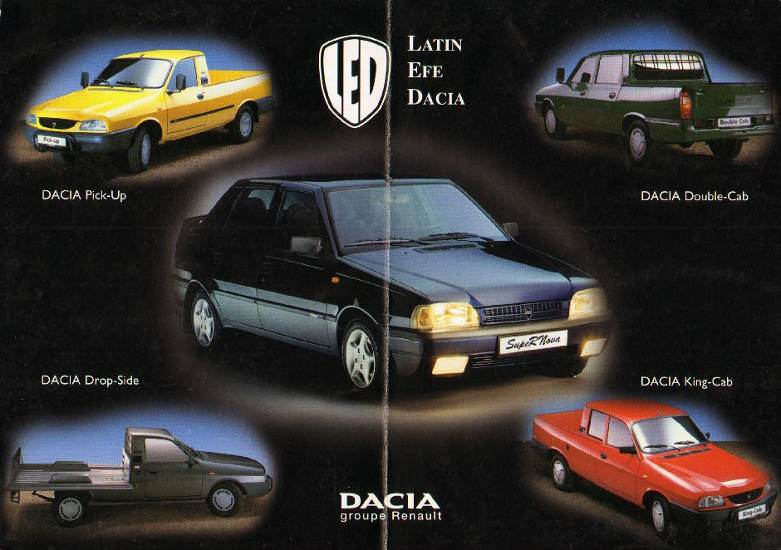 LED
LATIN
EFE
DACIA
Pick-up
Double Cab
DACIA Pick-Up
DACIA Double-Cab
SupeRNova
DACIA Drop-Side
DACIA King-Cab
King-Cab
DACIA
groupe Renault